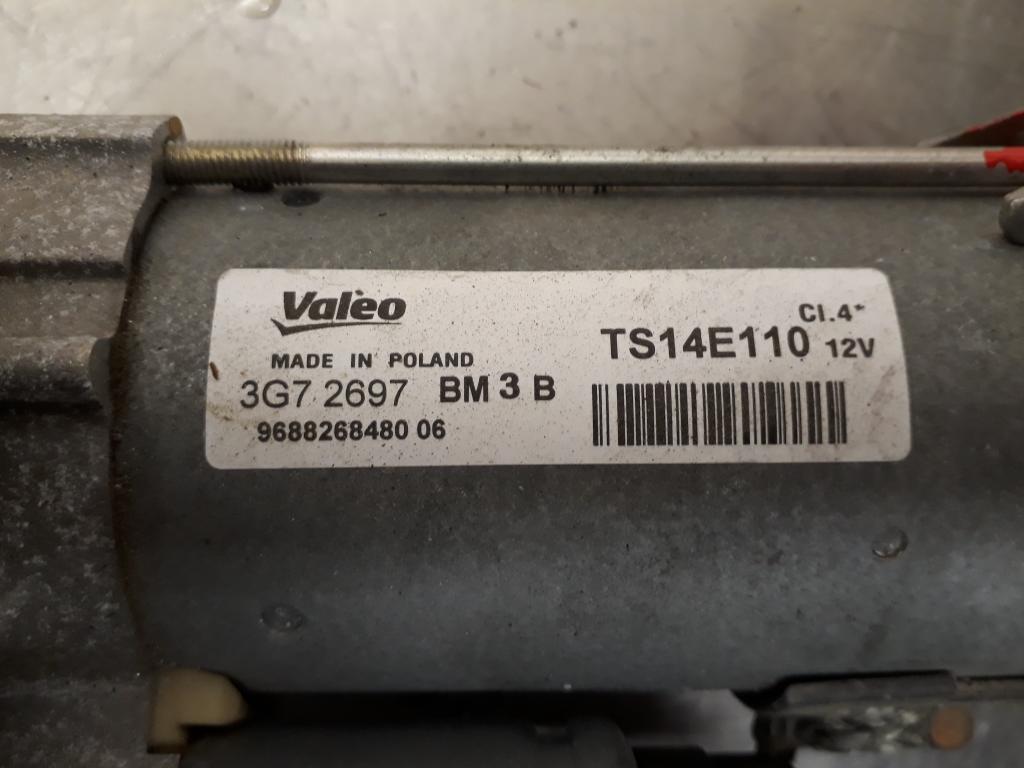 Valeo
MADE IN POLAND
3G7 2697 BM 3 B
9688268480 06
Cl.4*
TS14E110 12V